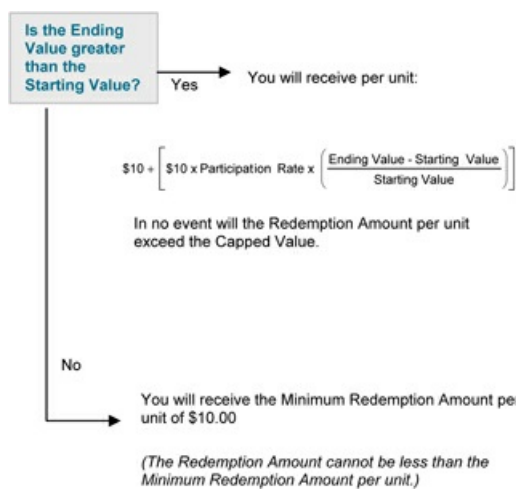 Is the Ending
Value greater
than the
Starting Value?
Yes
You will receive per unit:
$10 + [ $10 x Participation Rate x ( Ending Value - Starting Value / Starting Value ) ]
In no event will the Redemption Amount per unit
exceed the Capped Value.
No
You will receive the Minimum Redemption Amount pe
unit of $10.00
(The Redemption Amount cannot be less than the
Minimum Redemption Amount per unit.)